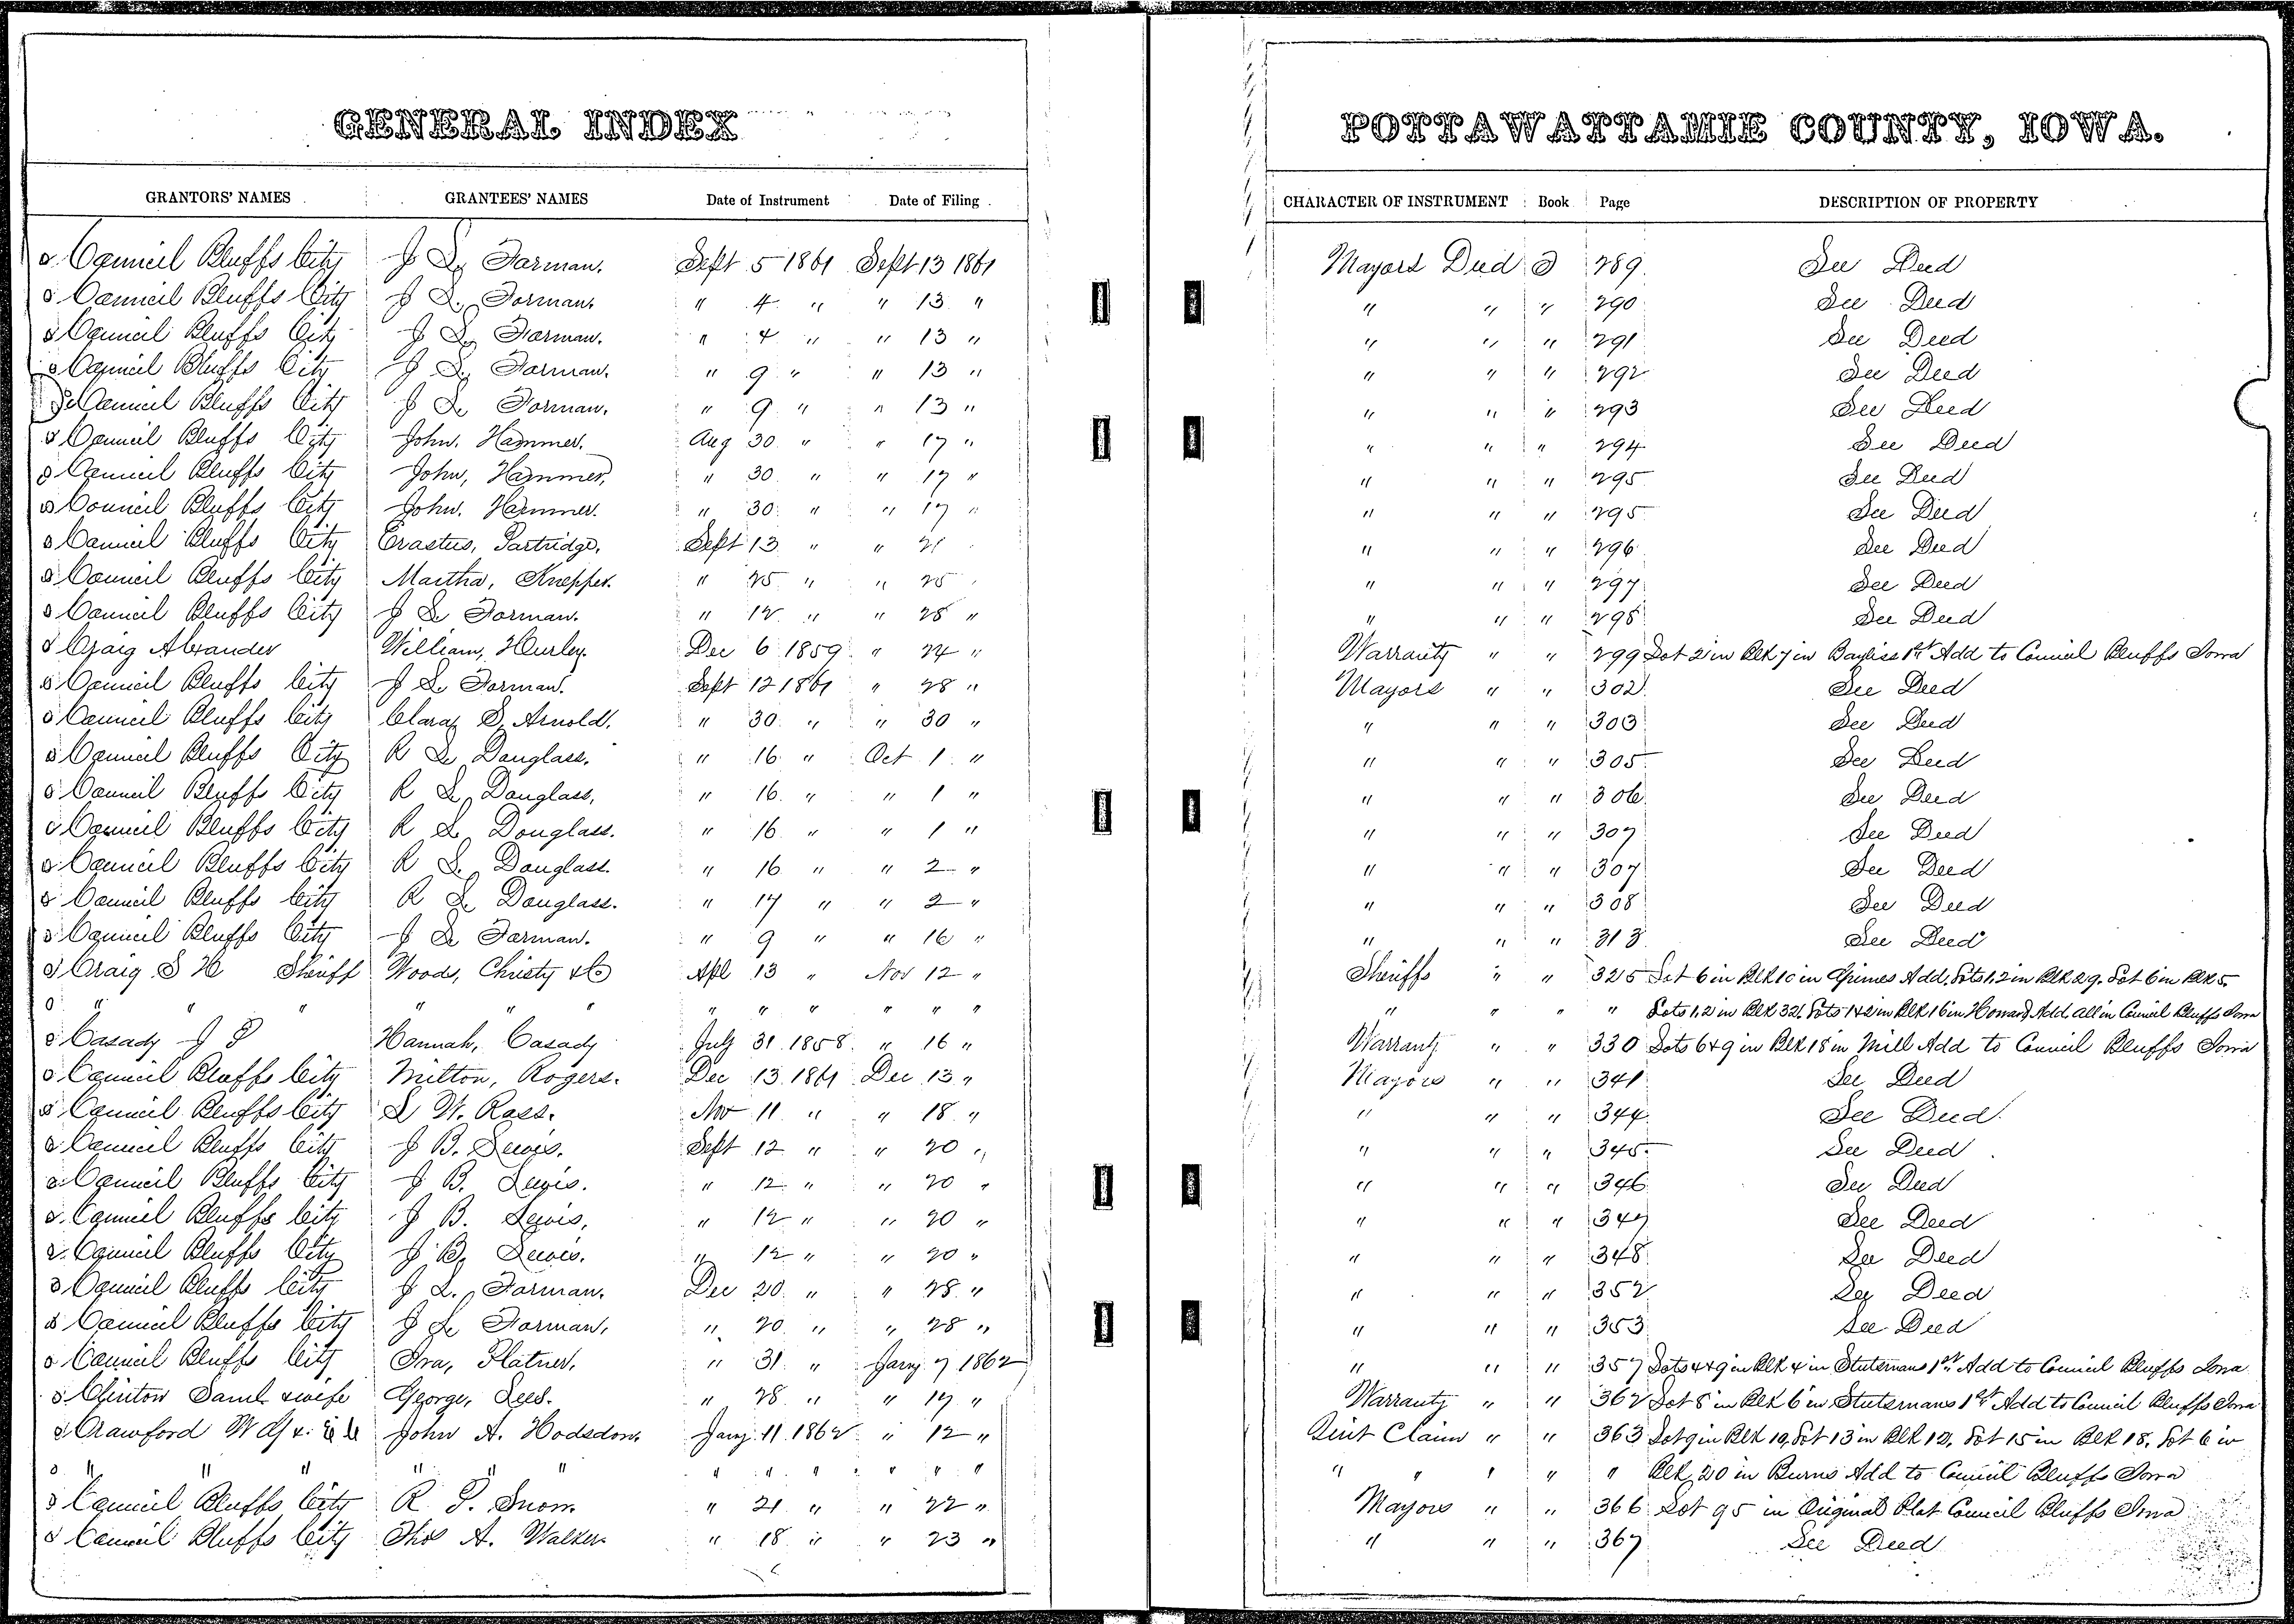 GENERAL INDEX
POTTAWATTAMIE COUNTY, IOWA.
GRANTORS' NAMES GRANTEES' NAMES Date of Instrument Date of Filing CHARACTER OF INSTRUMENT Book Page DESCRIPTION OF PROPERTY
Council Bluffs City J L Forman. Sept 5 1861 Sept 13 1861 Mayors Deed D 289 See Deed
Council Bluffs City J L. Forman. " 4 " " 13 " " " " 290 See Deed
Council Bluffs City J L Forman. " 4 " " 13 " " " " 291 See Deed
Council Bluffs City J L Forman. " 9 " " 13 " " " " 292 See Deed
Council Bluffs City J L Forman. " 9 " " 13 " " " " 293 See Deed
Council Bluffs City John, Hammer. Aug 30 " " 17 " " " " 294 See Deed
Council Bluffs City John, Hammer, " 30 " " 17 " " " " 295 See Deed
Council Bluffs City John. Hammer. " 30 " " 17 " " " " 295 See Deed
Council Bluffs City Erastus, Partridge, Sept 13 " " 21 " " " 296 See Deed
Council Bluffs City Martha, Knepper. " 25 " " 25 " " " 297 See Deed
Council Bluffs City J L Forman. " 12 " " 28 " " " " 298 See Deed
Craig Alexander William, Hurley. Dec 6 1859 " 24 " Warranty " " 299 Lot 2 in Blk 7 in Bayliss 1st Add to Council Bluffs Iowa
Council Bluffs City J L Forman. Sept 12 1861 " 28 " Mayors " " 302 See Deed
Council Bluffs City Clara S. Arnold. " 30 " " 30 " " " " 303 See Deed
Council Bluffs City R L Douglass. " 16 " Oct 1 " " " " 305 See Deed
Council Bluffs City R L, Douglass, " 16 " " 1 " " " " 306 See Deed
Council Bluffs City R L Douglass. " 16 " " 1 " " " " 307 See Deed
Council Bluffs City R L. Douglass. " 16 " " 2 " " " " 307 See Deed
Council Bluffs City R L Douglass. " 17 " " 2 " " " " 308 See Deed
Council Bluffs City J L Forman. " 9 " " 16 " " " " 313 See Deed
Craig S H Sheriff Woods, Christy & Co Apl 13 " Nov 12 " Sheriffs " " 325 Lot 6 in Blk 10 in Grimes Add, Lots 1,2 in Blk 29. Lot 6 in Blk 5
" " " " " " " " " " " " " " " Lots 1,2 in Blk 32. Lots 1&2 in Blk 16 in Howard Add all in Council Bluffs Iowa
Casady J P Hannah, Casady July 31 1858 " 16 " Warranty " " 330 Lots 6&9 in Blk 18 in Mill Add to Council Bluffs Iowa
Council Bluffs City Milton, Rogers. Dec 13 1861 Dec 13 " Mayors " " 341 See Deed
Council Bluffs City L W. Ross. Nov 11 " " 18 " " " " 344 See Deed.
Council Bluffs City J B. Lewis. Sept 12 " " 20 " " " " 345 See Deed
Council Bluffs City J B. Lewis. " 12 " " 20 " " " " 346 See Deed
Council Bluffs City J B. Lewis, " 12 " " 20 " " " " 347 See Deed
Council Bluffs City J B. Lewis. " 12 " " 20 " " " " 348 See Deed
Council Bluffs City J L. Forman. Dec 20 " " 28 " " " " 352 See Deed
Council Bluffs City J L Forman, " 20 " " 28 " " " " 353 See Deed
Council Bluffs City Ira, Platner, " 31 " Jany 7 1862 " " " 357 Lots 4&9 in Blk 4 in Stutsmans 1st Add to Council Bluffs Iowa
Clinton Saml & wife George, Lees. " 28 " " 17 " Warranty " " 362 Lot 8 in Blk 6 in Stutsmans 1st Add to Council Bluffs Iowa
Crawford John A. Hodsdon. Jany 11 1862 " 12 " Quit Claim " " 363 Lot 9 in Blk 10, Lot 13 in Blk 12, Lot 15 in Blk 18. Lot 6 in
" " " " " " " " " " " " " " " " " Blk 20 in Burns Add to Council Bluffs Iowa
Council Bluffs City R P. Snow " 21 " " 22 " Mayors " " 366 Lot 95 in Original Plat Council Bluffs Iowa
Council Bluffs City Thos A. Walker " 18 " " 23 " " " " 367 See Deed